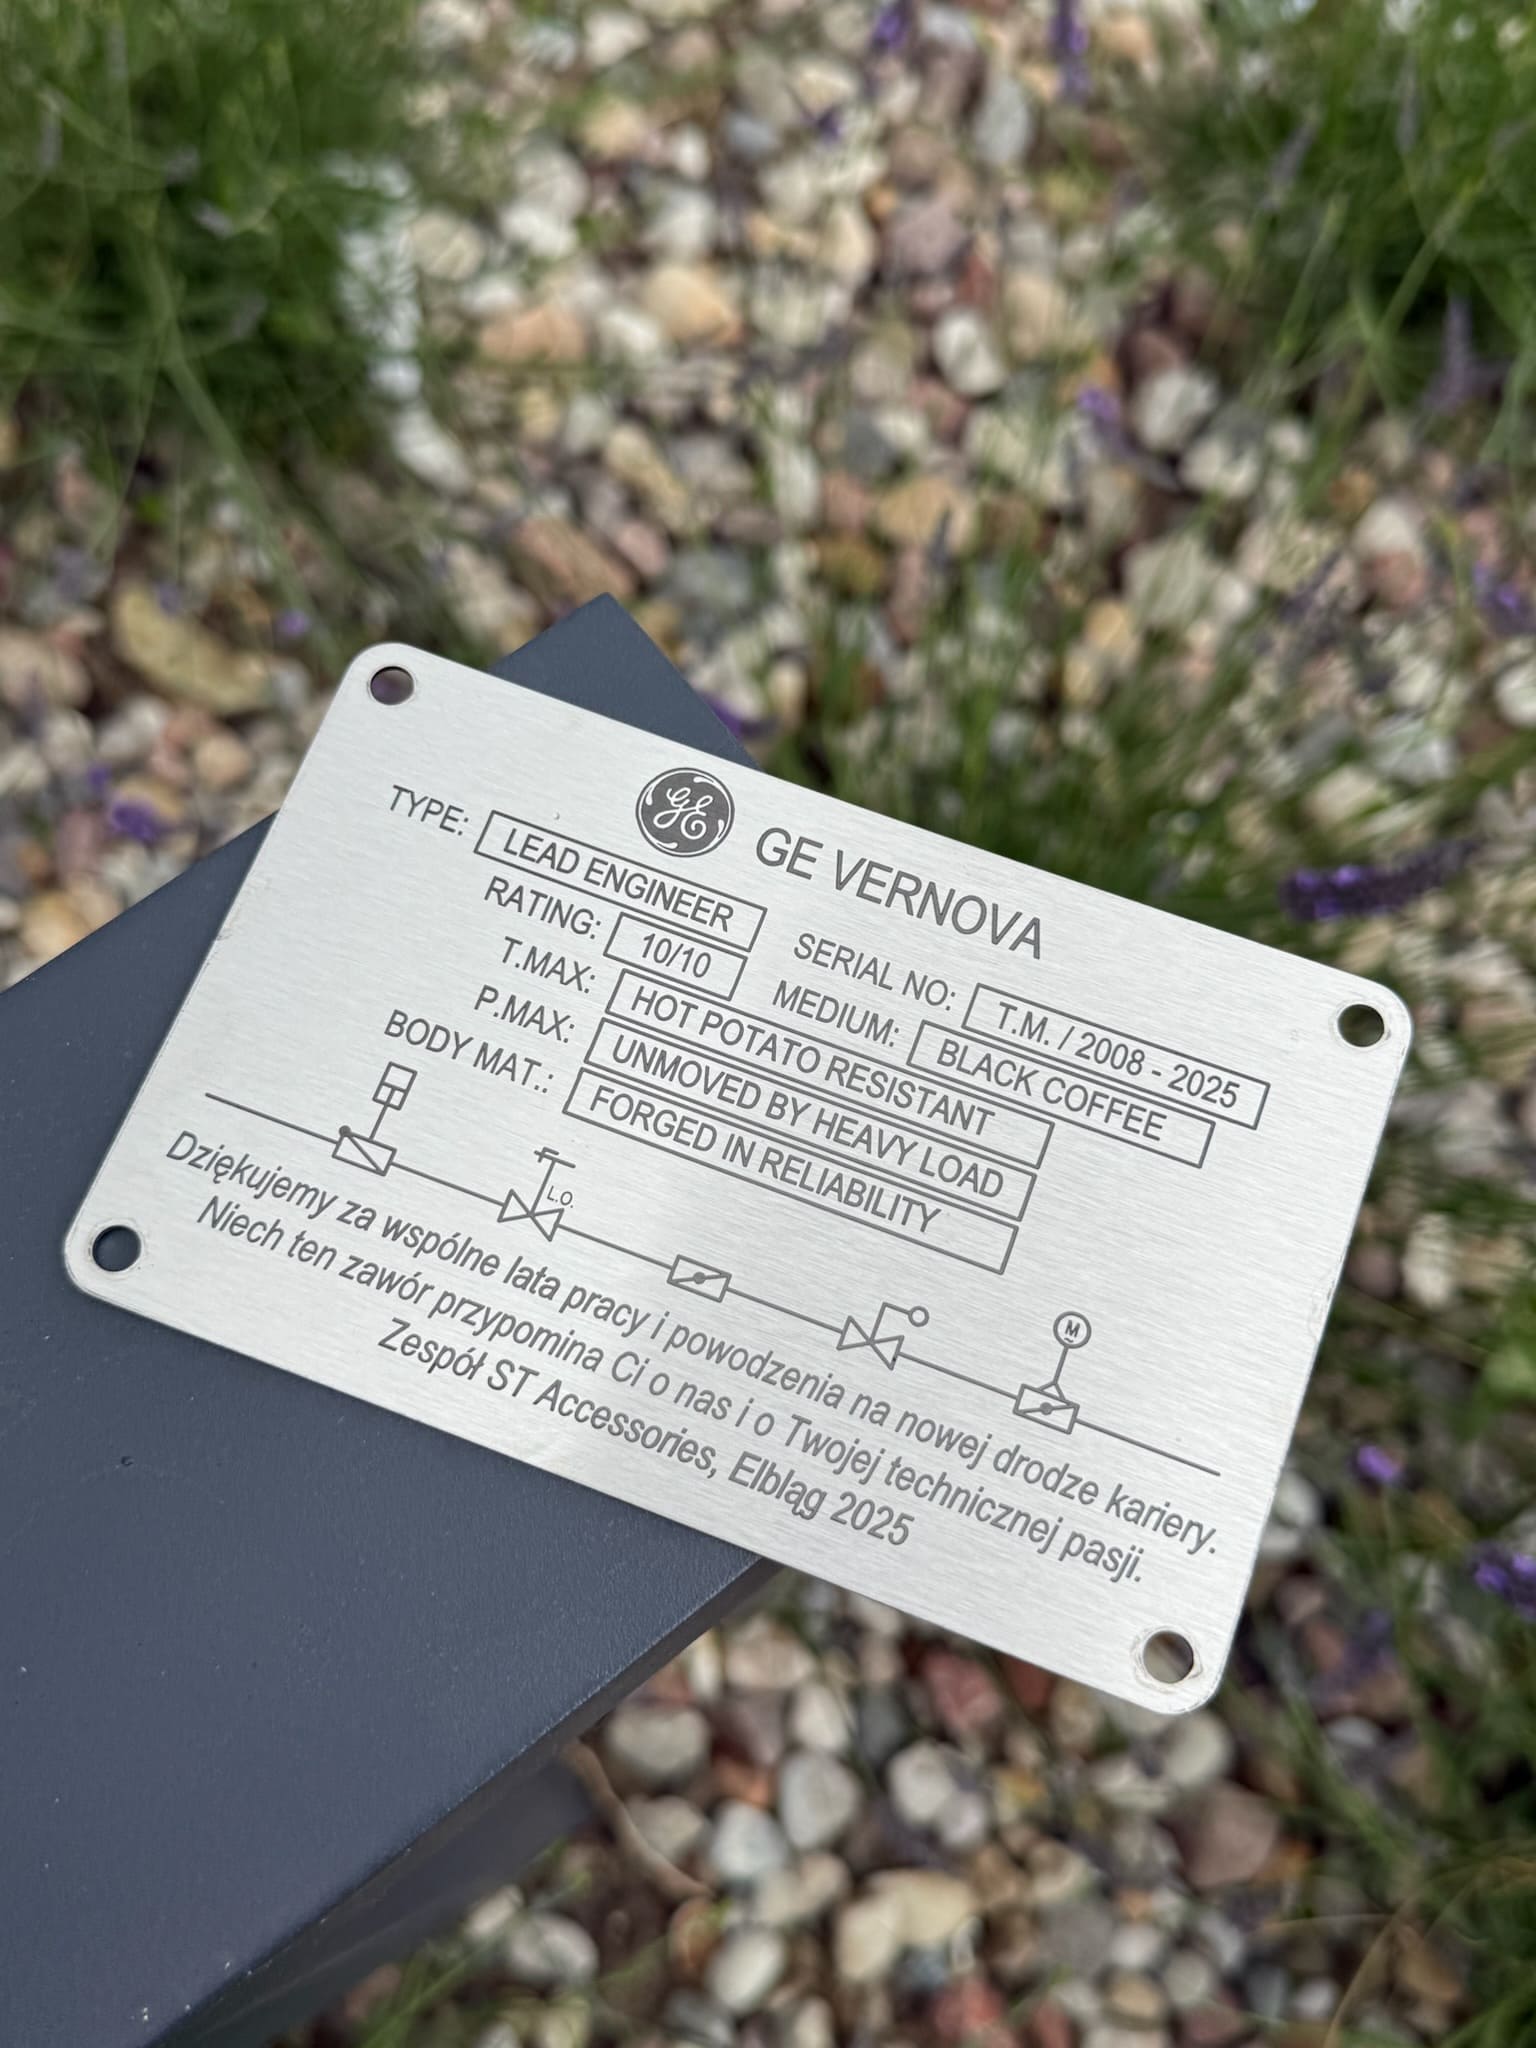 GE GE VERNOVA
TYPE: LEAD ENGINEER SERIAL NO: T.M. / 2008 - 2025
RATING: 10/10 MEDIUM: BLACK COFFEE
T.MAX: HOT POTATO RESISTANT
P.MAX: UNMOVED BY HEAVY LOAD
BODY MAT.: FORGED IN RELIABILITY
L.O.
M
Dziękujemy za wspólne lata pracy i powodzenia na nowej drodze kariery.
Niech ten zawór przypomina Ci o nas i o Twojej technicznej pasji.
Zespół ST Accessories, Elbląg 2025